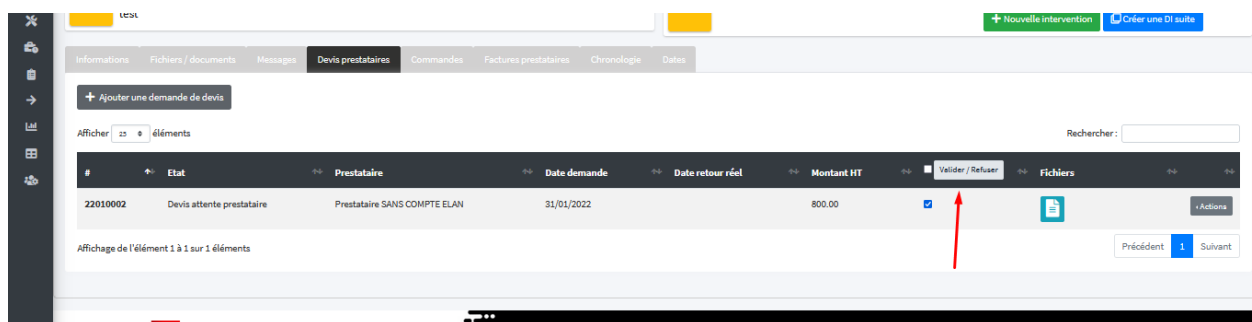 test
+ Nouvelle intervention Créer une DI suite
Informations Fichiers / documents Messages Devis prestataires Commandes Factures prestataires Chronologie Dates
+ Ajouter une demande de devis
Afficher 25 éléments Rechercher :
# Etat Prestataire Date demande Date retour réel Montant HT Valider / Refuser Fichiers
22010002 Devis attente prestataire Prestataire SANS COMPTE ELAN 31/01/2022 800.00 Actions
Affichage de l'élément 1 à 1 sur 1 éléments Précédent 1 Suivant